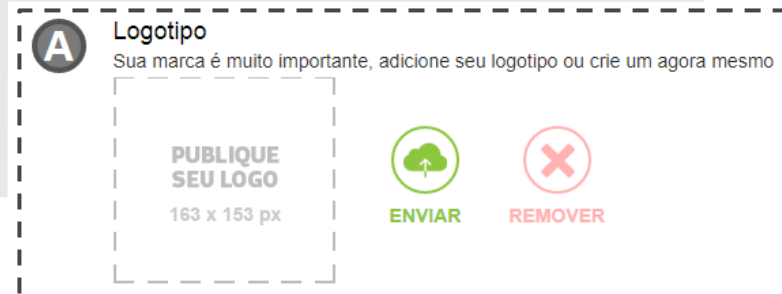 A
Logotipo
Sua marca é muito importante, adicione seu logotipo ou crie um agora mesmo
PUBLIQUE
SEU LOGO
163 x 153 px
ENVIAR
REMOVER